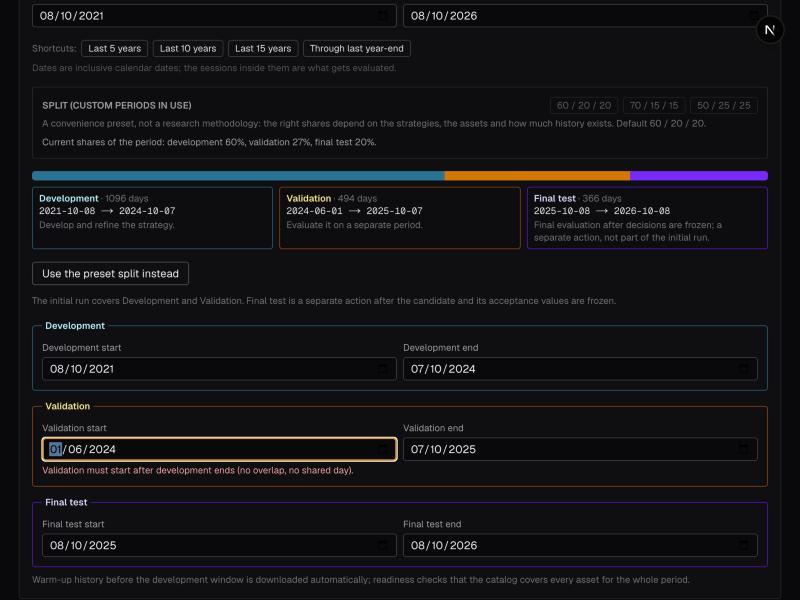 08/10/2021
08/10/2026
N
Shortcuts: Last 5 years Last 10 years Last 15 years Through last year-end
Dates are inclusive calendar dates; the sessions inside them are what gets evaluated.
SPLIT (CUSTOM PERIODS IN USE)
60 / 20 / 20
70 / 15 / 15
50 / 25 / 25
A convenience preset, not a research methodology: the right shares depend on the strategies, the assets and how much history exists. Default 60 / 20 / 20.
Current shares of the period: development 60%, validation 27%, final test 20%.
Development · 1096 days
2021-10-08 → 2024-10-07
Develop and refine the strategy.
Validation · 494 days
2024-06-01 → 2025-10-07
Evaluate it on a separate period.
Final test · 366 days
2025-10-08 → 2026-10-08
Final evaluation after decisions are frozen; a
separate action, not part of the initial run.
Use the preset split instead
The initial run covers Development and Validation. Final test is a separate action after the candidate and its acceptance values are frozen.
Development
Development start
08/10/2021
Development end
07/10/2024
Validation
Validation start
01/06/2024
Validation end
07/10/2025
Validation must start after development ends (no overlap, no shared day).
Final test
Final test start
08/10/2025
Final test end
08/10/2026
Warm-up history before the development window is downloaded automatically; readiness checks that the catalog covers every asset for the whole period.